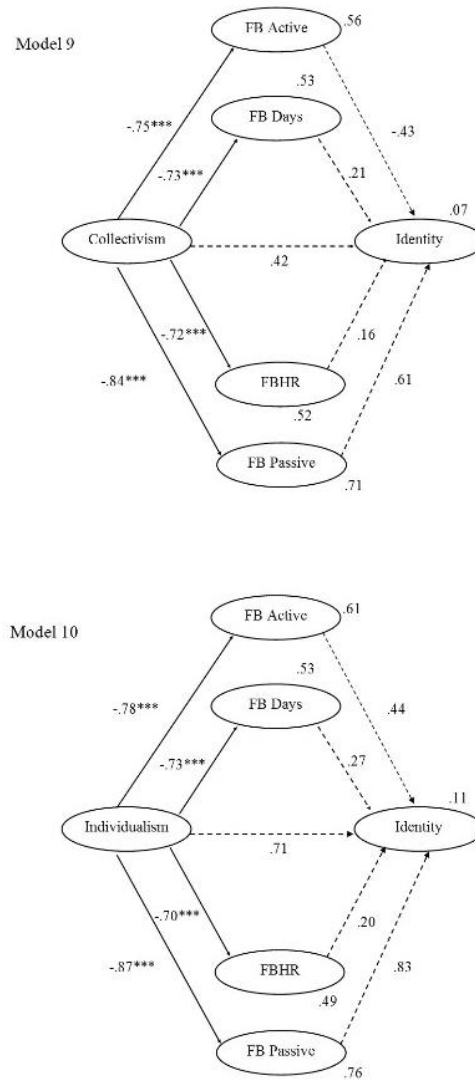 FB Active
.56
Model 9
.53
FB Days
-.75***
-.43
-.73***
.21
.07
Collectivism
Identity
.42
-.72***
.16
-.84***
.61
FBHR
.52
FB Passive
.71
FB Active
.61
Model 10
.53
FB Days
-.78***
.44
-.73***
.27
.11
Individualism
Identity
.71
-.70***
.20
-.87***
.83
FBHR
.49
FB Passive
.76